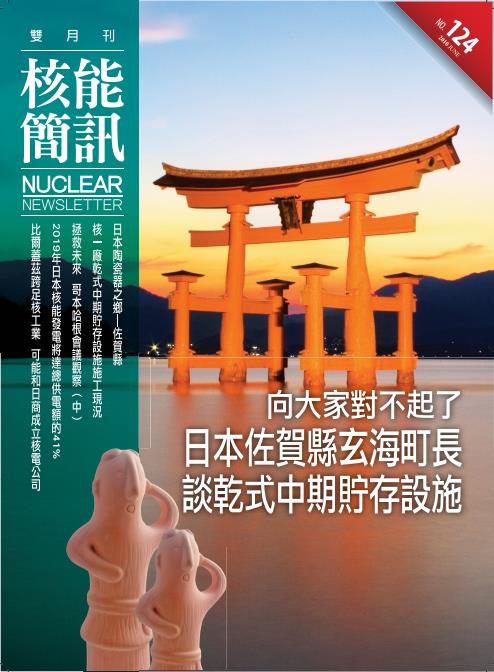 雙月刊
核能
簡訊
NUCLEAR
NEWSLETTER
NO. 124
2010 JUNE
日本陶瓷器之鄉—佐賀縣
核一廠乾式中期貯存設施施工現況
拯救未來 哥本哈根會議觀察（中）
2019年日本核能發電將達總供電額的41%
比爾蓋茲跨足核工業 可能和日商成立核電公司
向大家對不起了
日本佐賀縣玄海町長
談乾式中期貯存設施